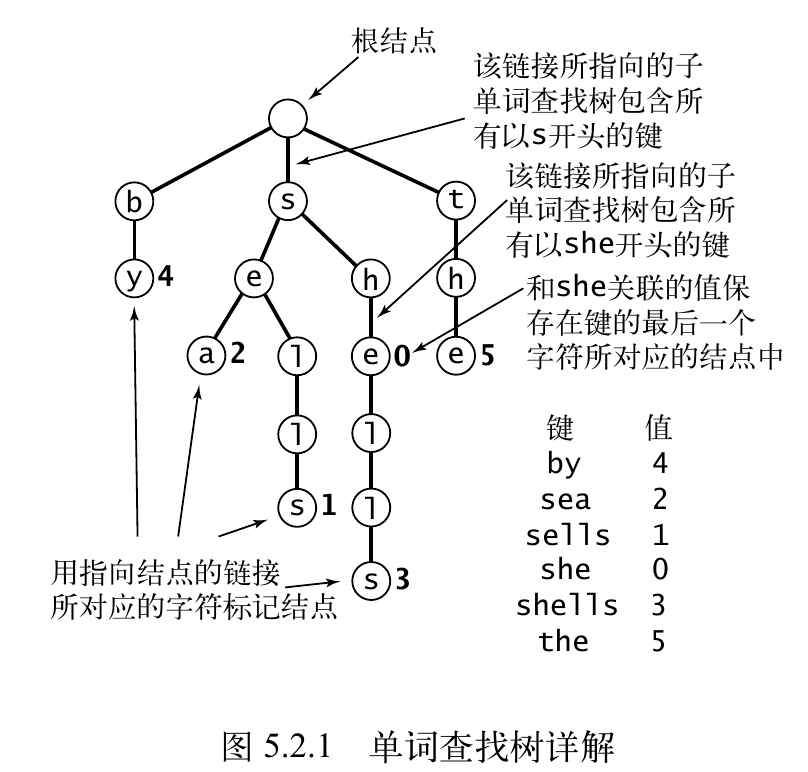 根结点
该链接所指向的子
单词查找树包含所
有以s开头的键
该链接所指向的子
单词查找树包含所
有以she开头的键
和she关联的值保
存在键的最后一个
字符所对应的结点中
b s t
y 4 e h h
a 2 l e 0 e 5
l l
s 1 l
s 3
用指向结点的链接
所对应的字符标记结点
键 值
by 4
sea 2
sells 1
she 0
shells 3
the 5
图 5.2.1 单词查找树详解